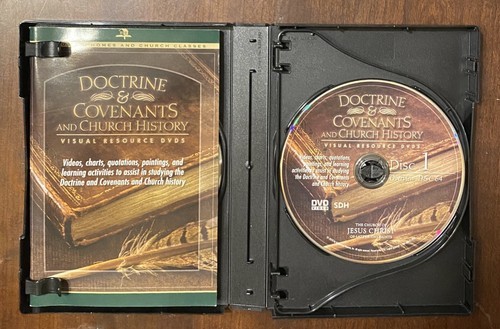 HOMES AND CHURCH CLASSES
DOCTRINE
&
COVENANTS
AND CHURCH HISTORY
VISUAL RESOURCE DVDS
Videos, charts, quotations, paintings, and
learning activities to assist in studying the
Doctrine and Covenants and Church history
DOCTRINE
&
COVENANTS
AND CHURCH HISTORY
VISUAL RESOURCE DVDS
Videos, charts, quotations,
paintings, and learning
activities to assist in studying
the Doctrine and Covenants
and Church history
Disc 1
DVD
VIDEO
SDH
THE CHURCH OF
JESUS CHRIST